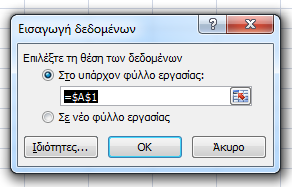 Εισαγωγή δεδομένων
Επιλέξτε τη θέση των δεδομένων
Στο υπάρχον φύλλο εργασίας:
=$A$1
Σε νέο φύλλο εργασίας
Ιδιότητες...
OK
Άκυρο